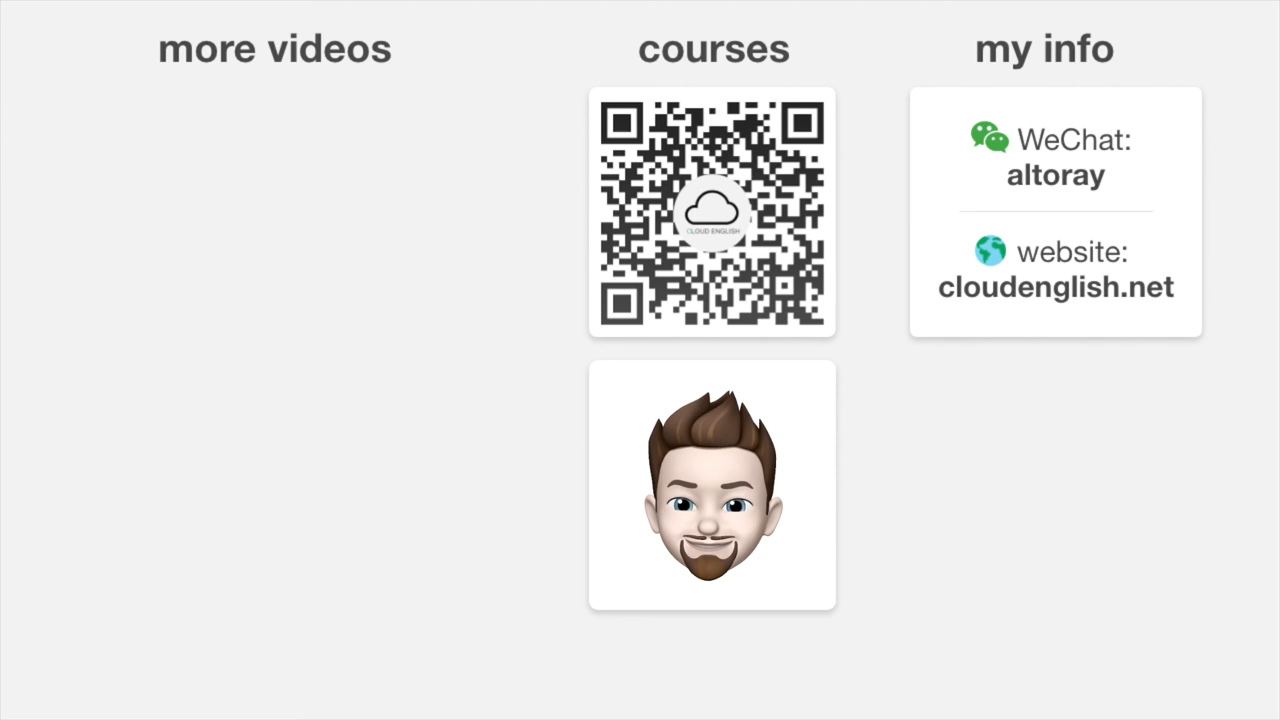 more videos
courses
my info
CLOUD ENGLISH
WeChat:
altoray
website:
cloudenglish.net